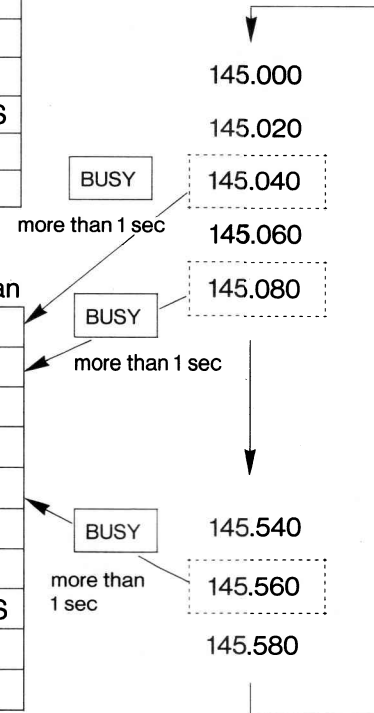 145.000
S
145.020
BUSY
145.040
more than 1 sec
145.060
an
145.080
BUSY
more than 1 sec
145.540
BUSY
more than
1 sec
145.560
S
145.580